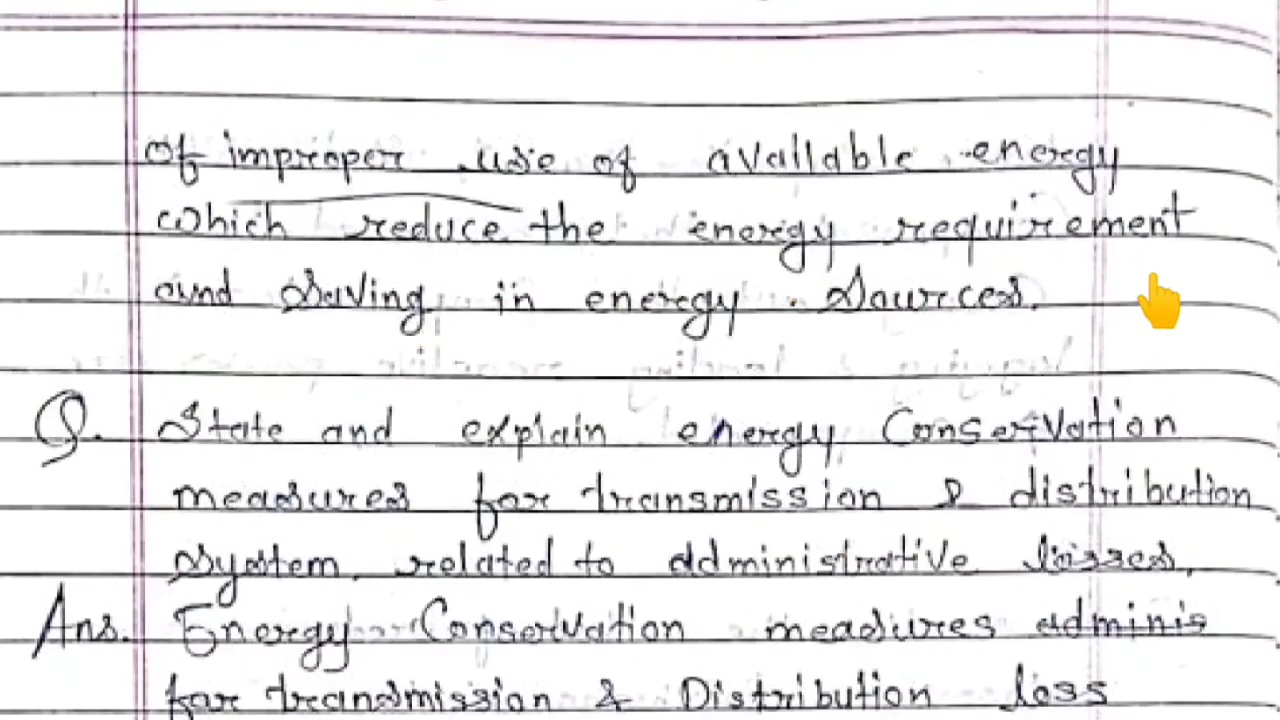 of improper use of available energy
which reduce the energy requirement
and saving in energy sources.
Q. State and explain energy Conservation
measures for transmission & distribution
system related to administrative losses.
Ans. Energy Conservation measures adminis
for transmission & Distribution loss